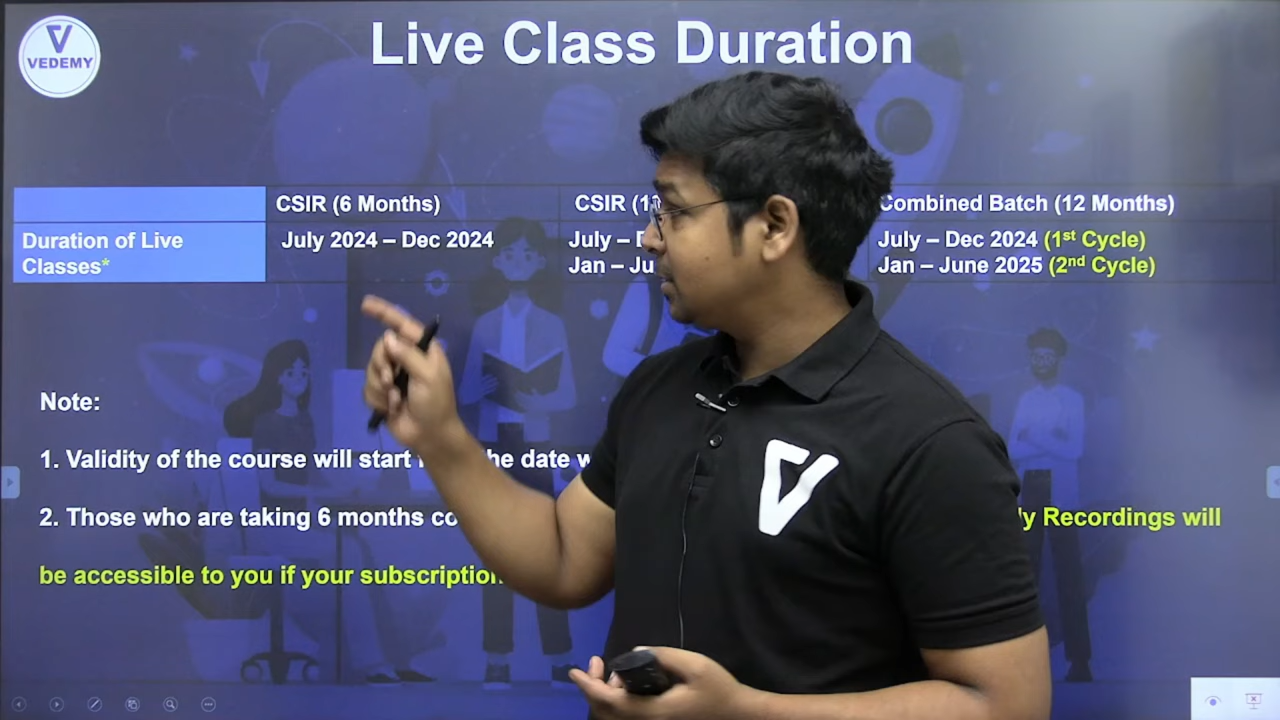 VEDEMY
Live Class Duration
CSIR (6 Months)
CSIR (1
Combined Batch (12 Months)
Duration of Live
Classes*
July 2024 – Dec 2024
July –
Jan – Ju
July – Dec 2024 (1st Cycle)
Jan – June 2025 (2nd Cycle)
Note:
1. Validity of the course will start he date w
2. Those who are taking 6 months co y Recordings will
be accessible to you if your subscription